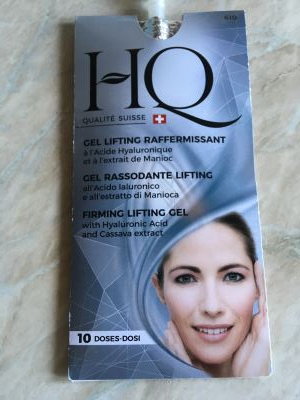 HQ
QUALITÉ SUISSE
GEL LIFTING RAFFERMISSANT
à l'Acide Hyaluronique
et à l'extrait de Manioc
GEL RASSODANTE LIFTING
all'Acido Ialuronico
e all'estratto di Manioca
FIRMING LIFTING GEL
with Hyaluronic Acid
and Cassava extract
10 DOSES-DOSI